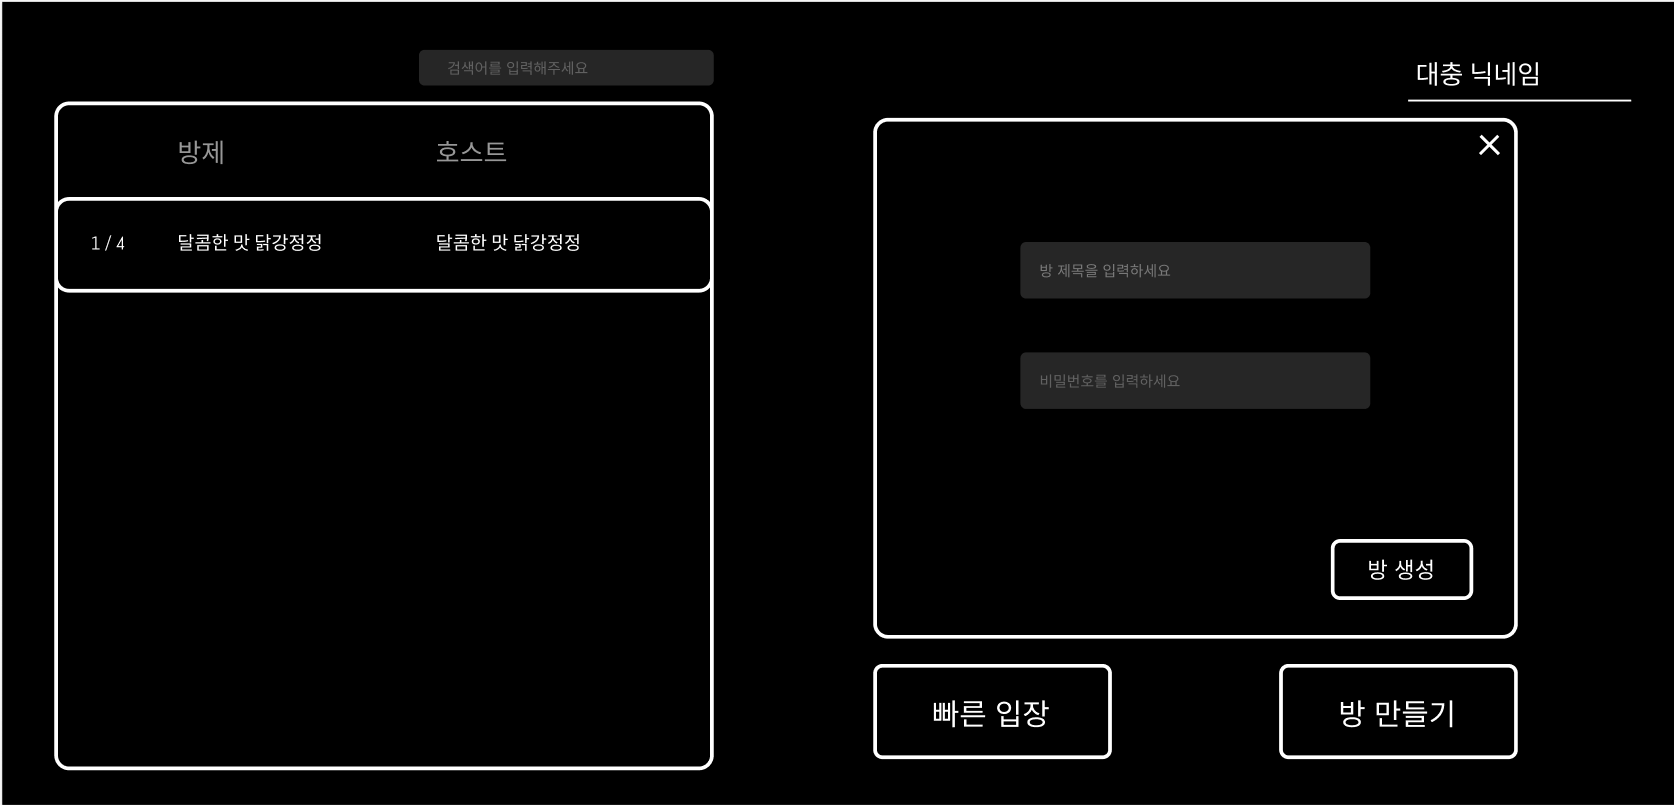 검색어를 입력해주세요
대충 닉네임
방제 호스트
1 / 4 달콤한 맛 닭강정정 달콤한 맛 닭강정정
방 제목을 입력하세요
비밀번호를 입력하세요
방 생성
빠른 입장
방 만들기